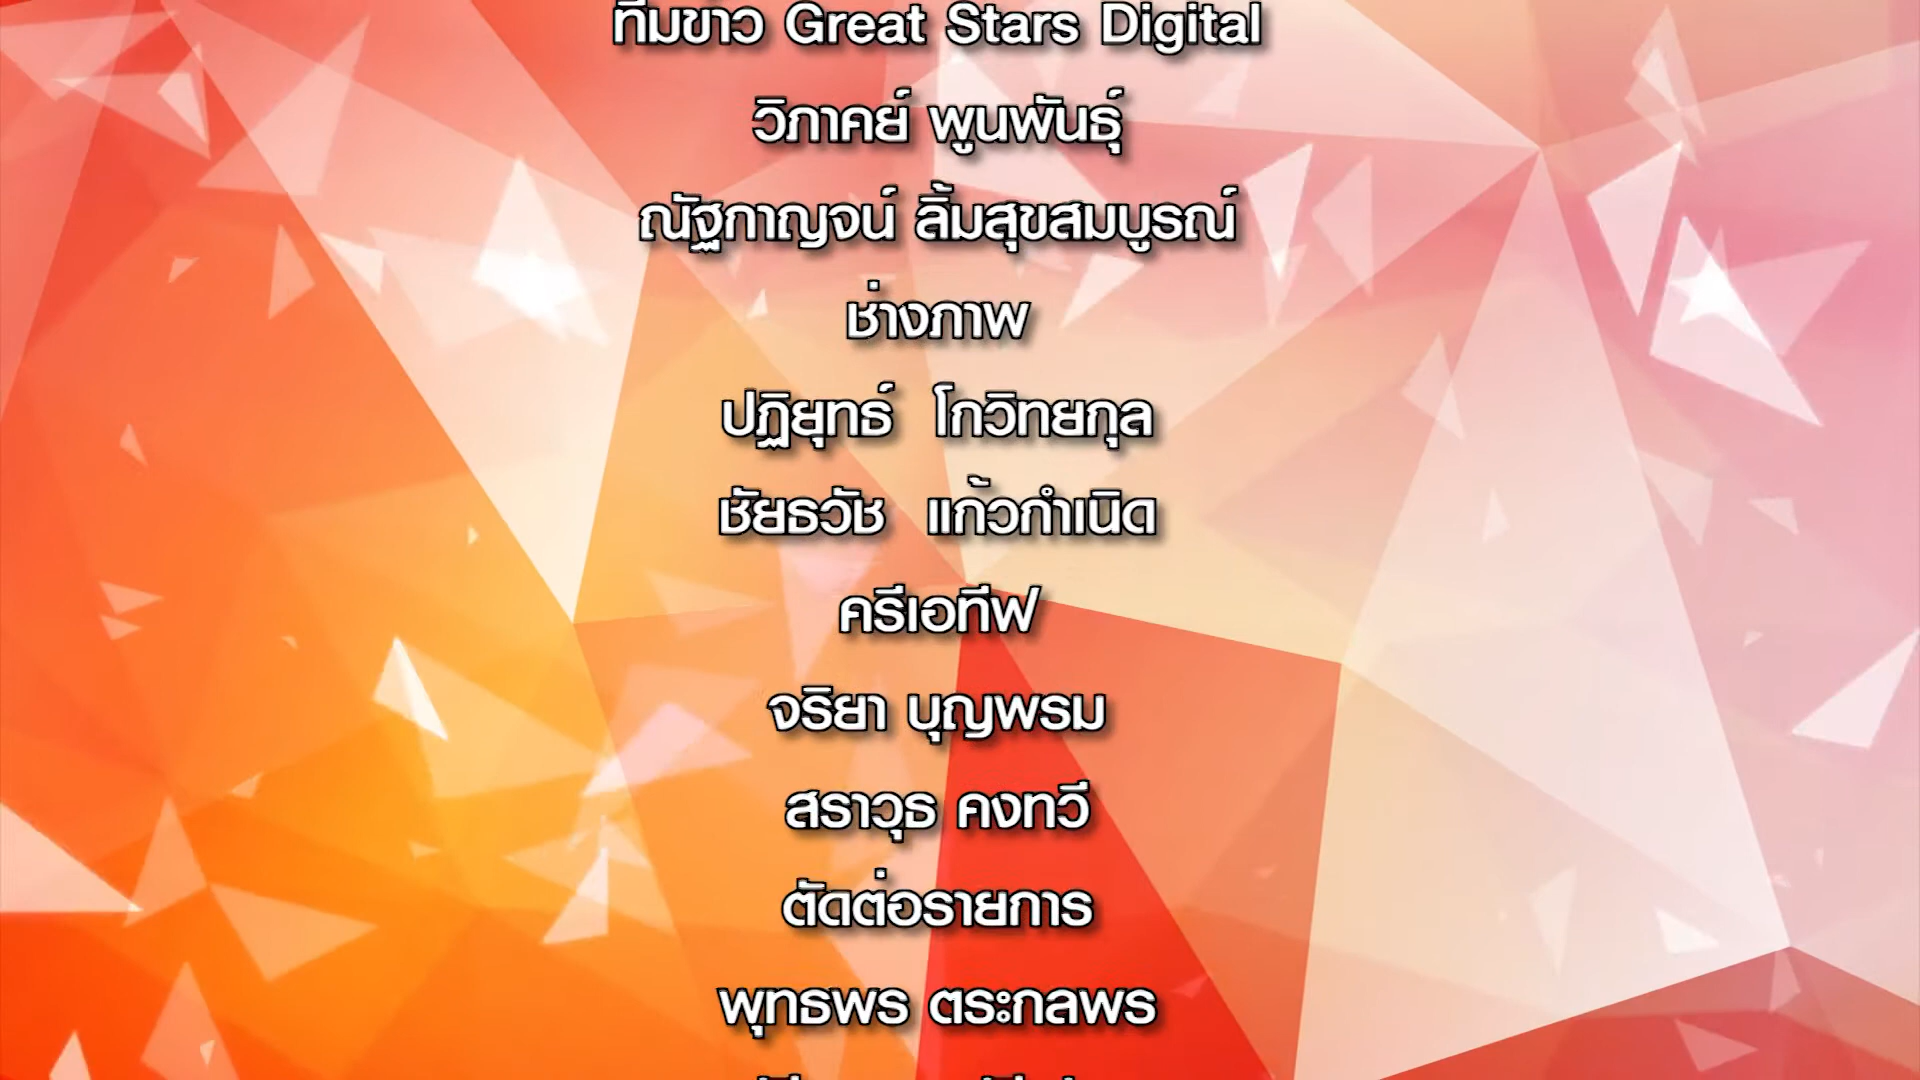 ทีมข่าว Great Stars Digital
วิภาคย์ พูนพันธุ์
ณัฐกาญจน์ ลิ้มสุขสมบูรณ์
ช่างภาพ
ปฏิยุทธ์ โกวิทยกุล
ชัยธวัช แก้วกำเนิด
ครีเอทีฟ
จริยา บุญพรม
สราวุธ คงทวี
ตัดต่อรายการ
พุทธพร ตระกลพร